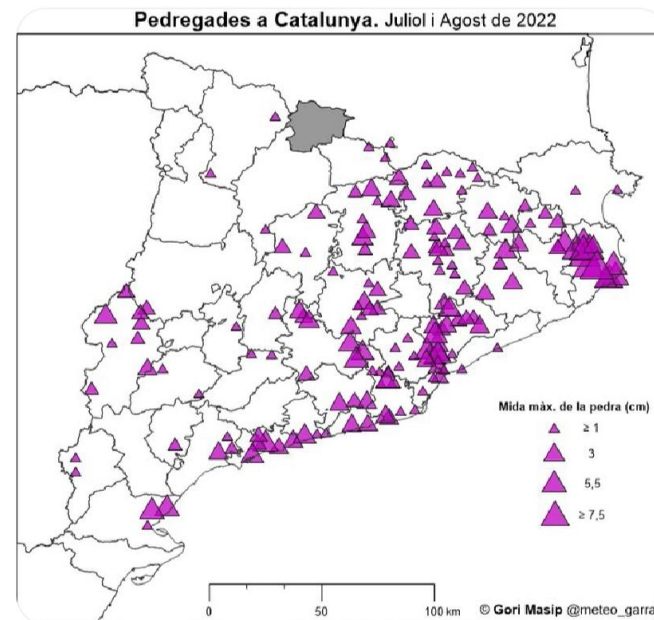 Pedregades a Catalunya. Juliol i Agost de 2022
Mida màx. de la pedra (cm)
≥ 1
3
5,5
≥ 7,5
0 50 100 km
© Gori Masip @meteo_garra